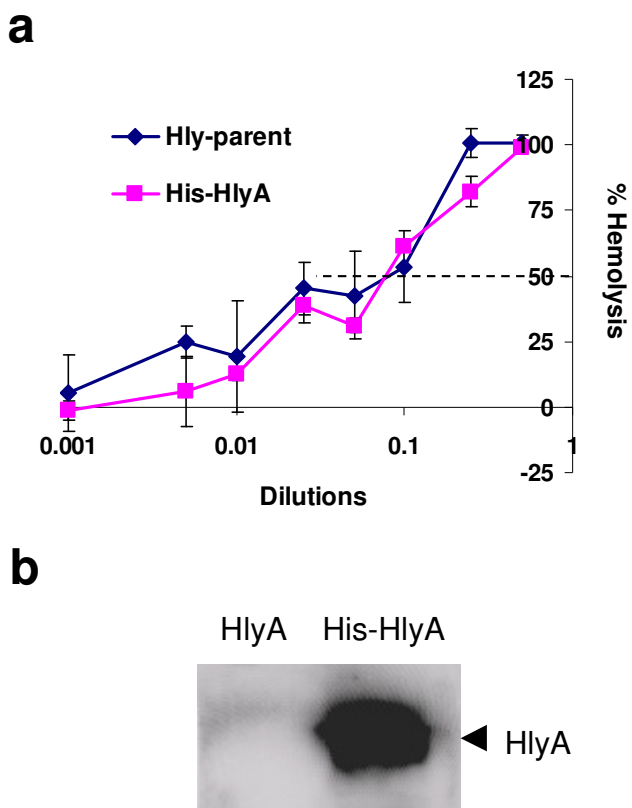 a
Hly-parent
His-HlyA
125
100
75
50
25
0
-25
% Hemolysis
0.001 0.01 0.1 1
Dilutions
b
HlyA His-HlyA
HlyA